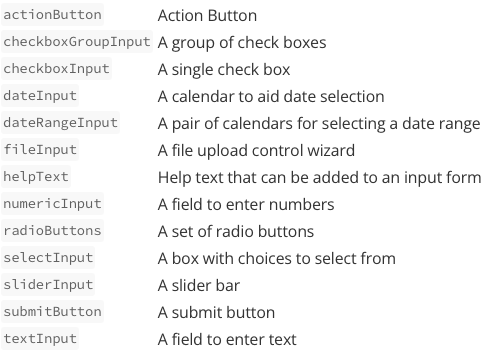 actionButton Action Button
checkboxGroupInput A group of check boxes
checkboxInput A single check box
dateInput A calendar to aid date selection
dateRangeInput A pair of calendars for selecting a date range
fileInput A file upload control wizard
helpText Help text that can be added to an input form
numericInput A field to enter numbers
radioButtons A set of radio buttons
selectInput A box with choices to select from
sliderInput A slider bar
submitButton A submit button
textInput A field to enter text